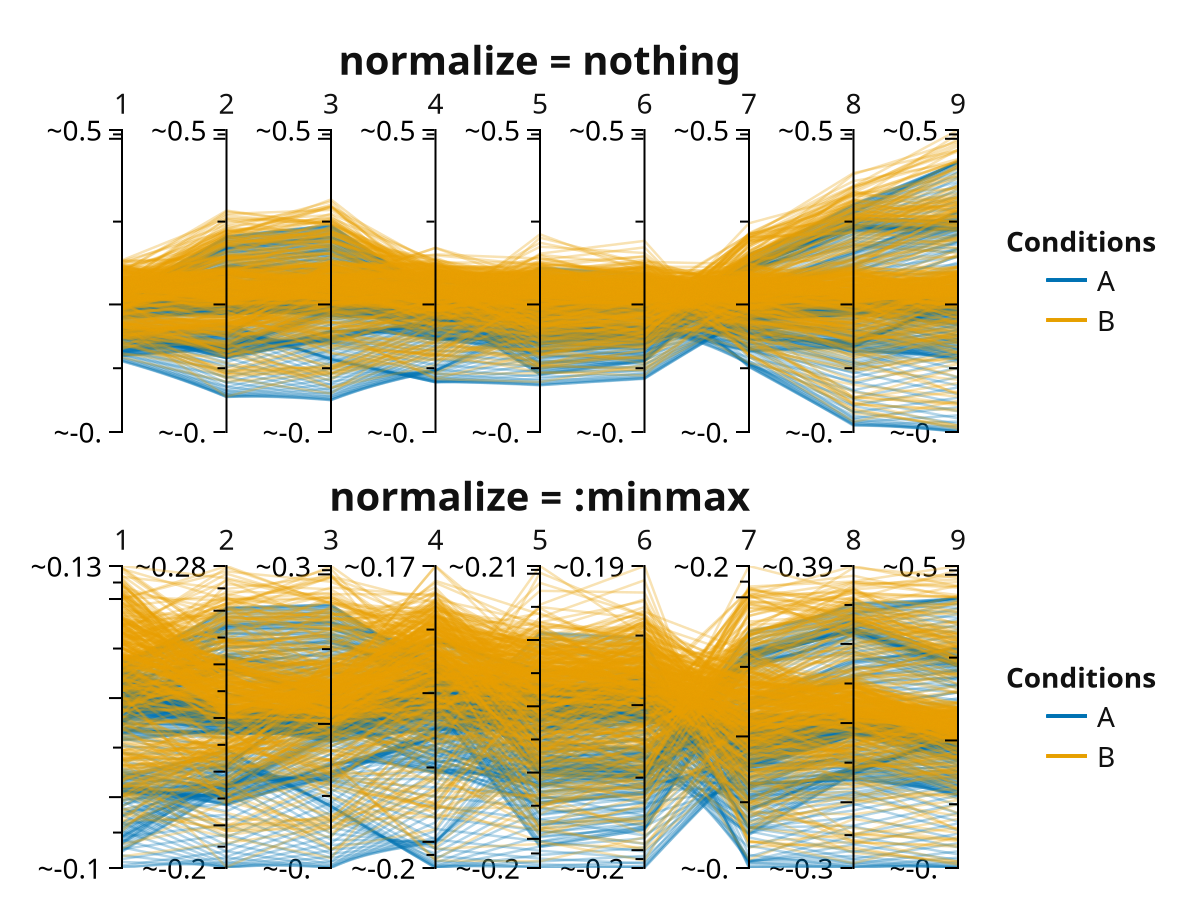 normalize = nothing
1 2 3 4 5 6 7 8 9
~0.5 ~0.5 ~0.5 ~0.5 ~0.5 ~0.5 ~0.5 ~0.5 ~0.5
Conditions
A
B
~-0. ~-0. ~-0. ~-0. ~-0. ~-0. ~-0. ~-0. ~-0.
normalize = :minmax
1 2 3 4 5 6 7 8 9
~0.13 ~0.28 ~0.3 ~0.17 ~0.21 ~0.19 ~0.2 ~0.39 ~0.5
Conditions
A
B
~-0.1 ~-0.2 ~-0. ~-0.2 ~-0.2 ~-0.2 ~-0. ~-0.3 ~-0.